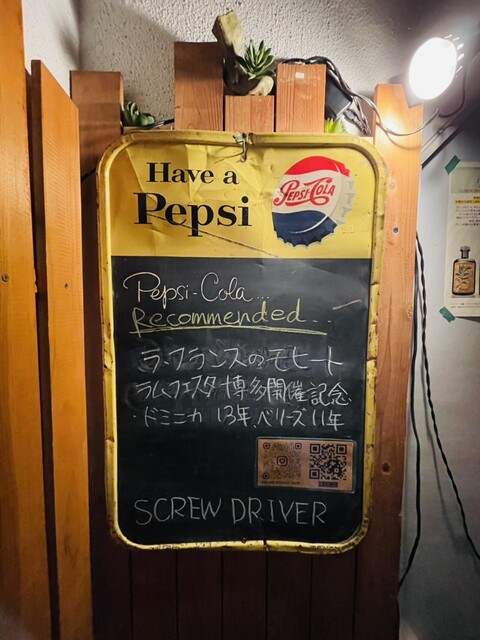 Have a
Pepsi
PEPSI-COLA
Pepsi-Cola...
Recommended...
ラ・フランスのモヒート
ラムフェスタ博多開催記念
・ドミニカ 13年、ベリーズ 11年
SCREW DRIVER